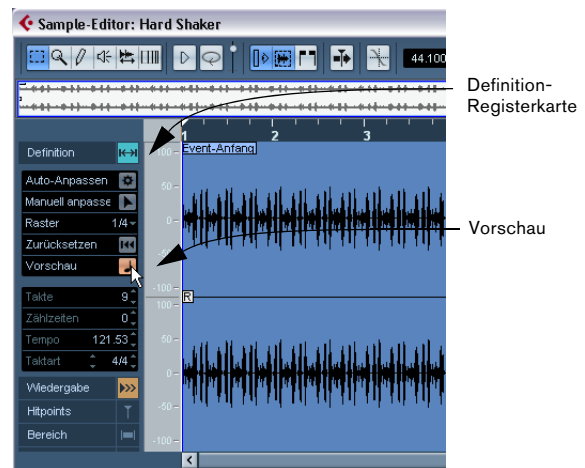 Sample-Editor: Hard Shaker
44.100
Definition-
Registerkarte
1 2 3
Definition
Event-Anfang
Auto-Anpassen
Manuell anpasse
Raster 1/4
Zurücksetzen
Vorschau
Vorschau
Takte 9
Zählzeiten 0
Tempo 121.53
Taktart 4/4
Wiedergabe
Hitpoints
Bereich
-100
50
0
-50
-100
R
100
50
0
-50
-100